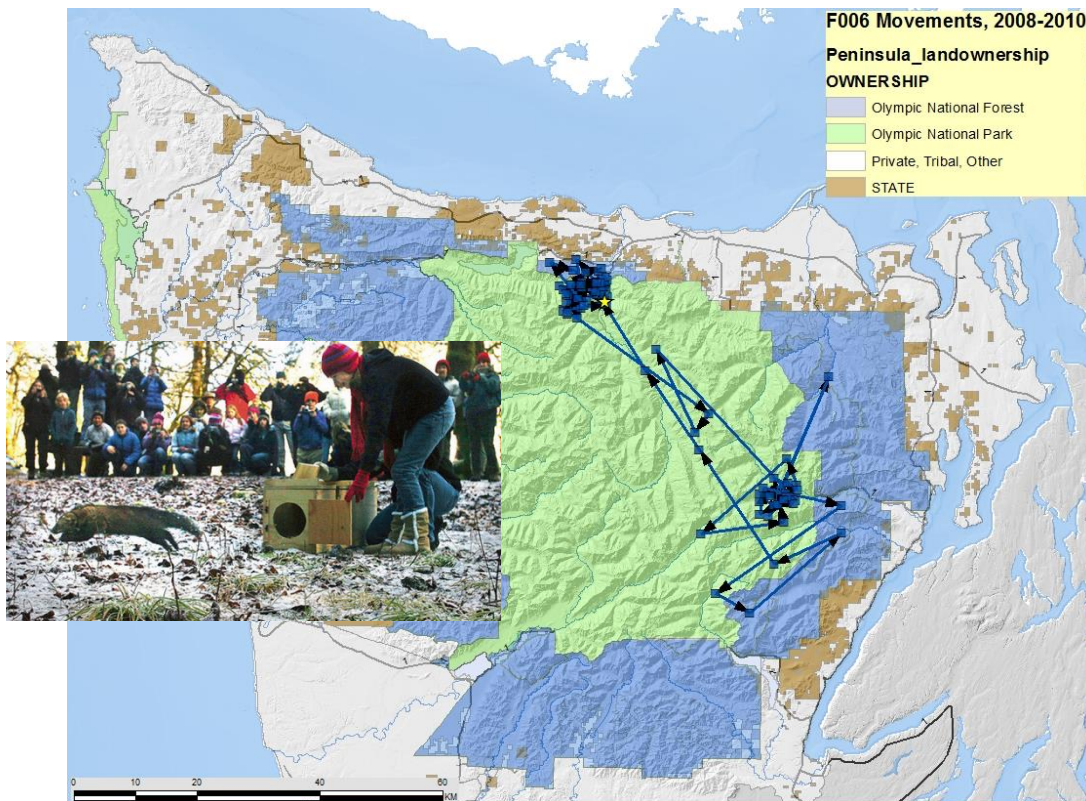 F006 Movements, 2008-2010
Peninsula_landownership
OWNERSHIP
Olympic National Forest
Olympic National Park
Private, Tribal, Other
STATE
0 10 20 40 60
KM